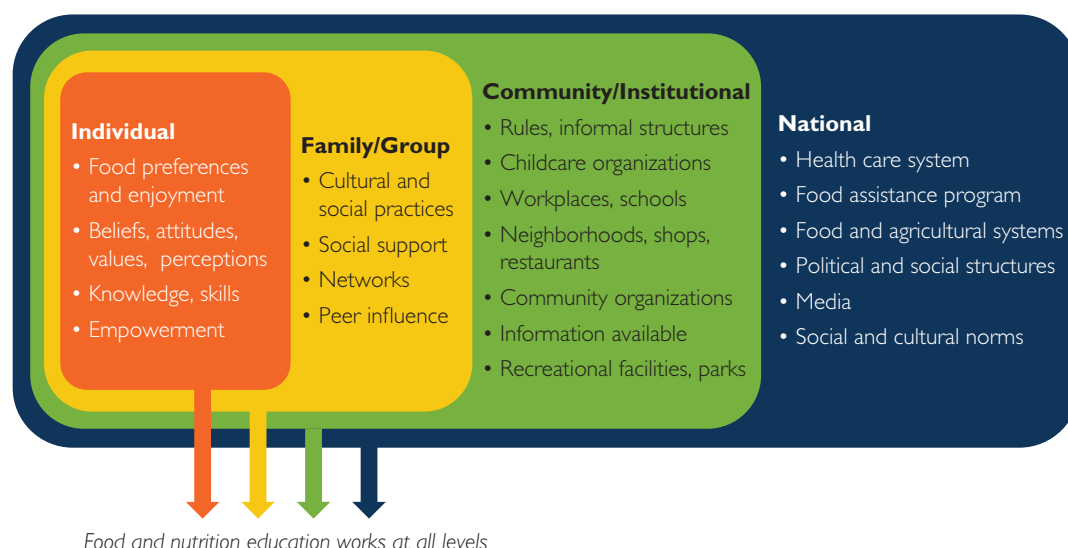 Individual
• Food preferences
and enjoyment
• Beliefs, attitudes,
values, perceptions
• Knowledge, skills
• Empowerment
Family/Group
• Cultural and
social practices
• Social support
• Networks
• Peer influence
Community/Institutional
• Rules, informal structures
• Childcare organizations
• Workplaces, schools
• Neighborhoods, shops,
restaurants
• Community organizations
• Information available
• Recreational facilities, parks
National
• Health care system
• Food assistance program
• Food and agricultural systems
• Political and social structures
• Media
• Social and cultural norms
Food and nutrition education works at all levels